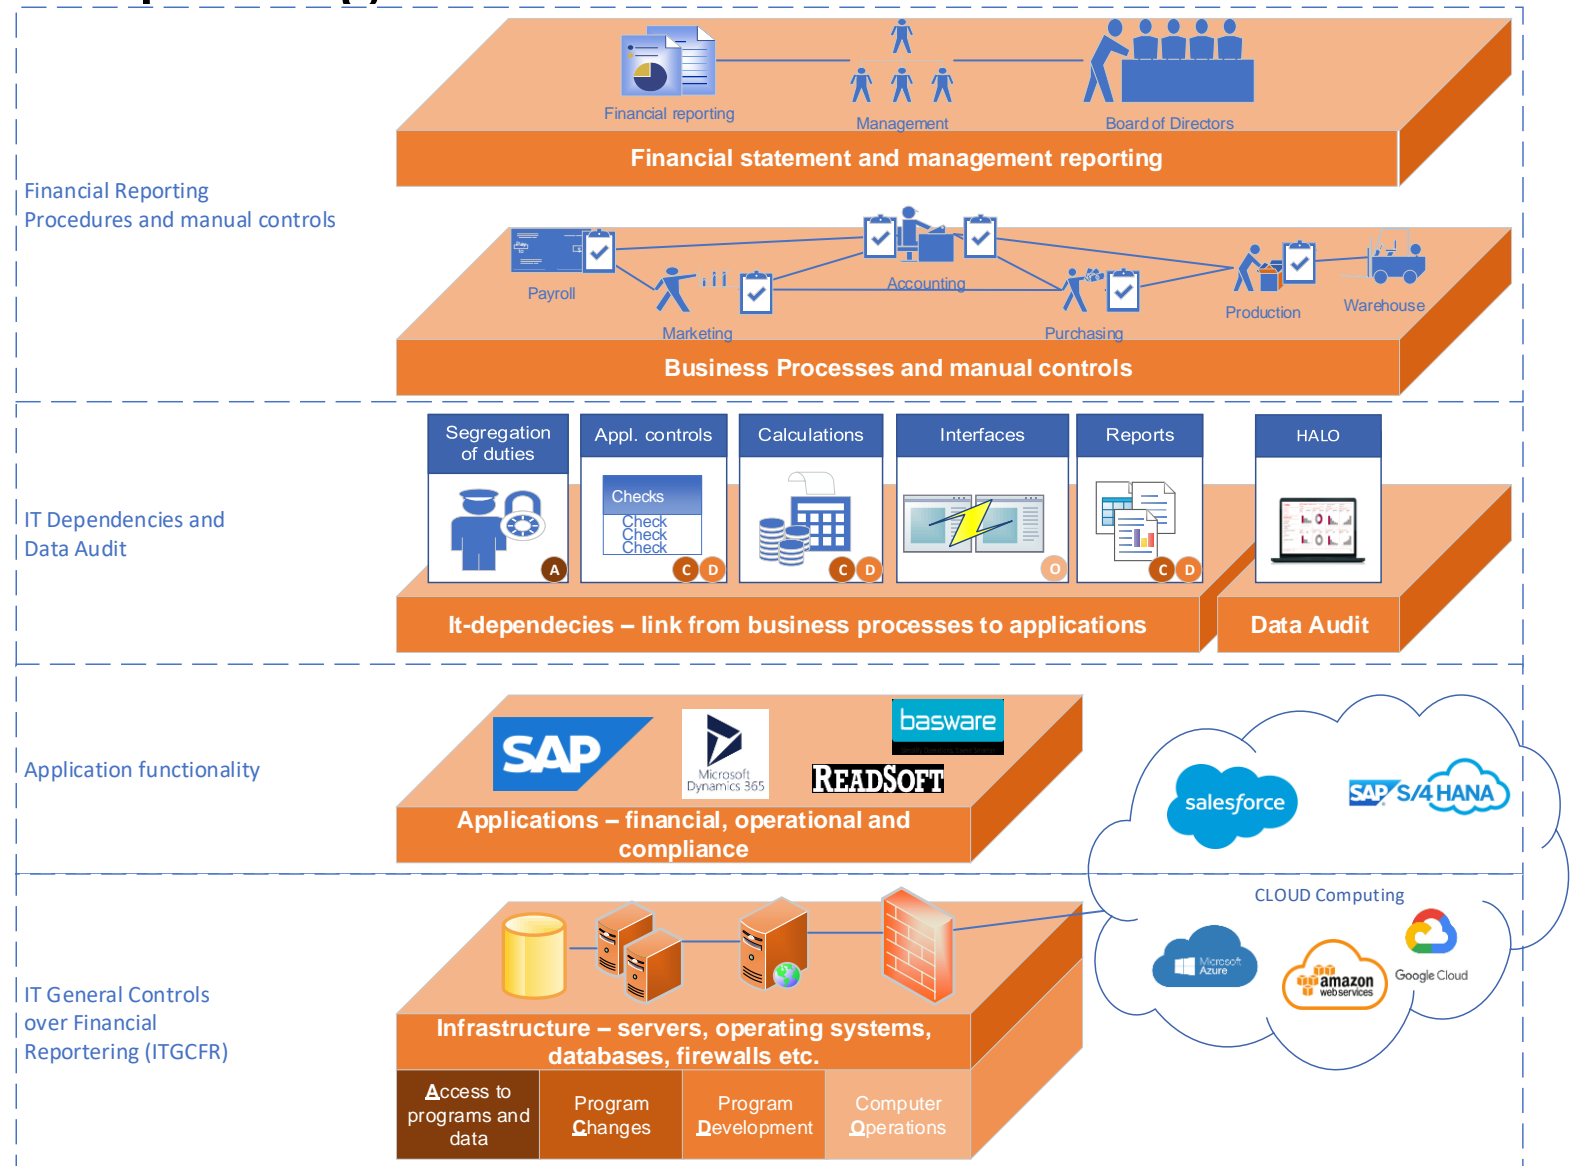 Financial reporting
Management
Board of Directors
Financial statement and management reporting
Financial Reporting
Procedures and manual controls
Payroll
Marketing
Accounting
Purchasing
Production
Warehouse
Business Processes and manual controls
IT Dependencies and
Data Audit
Segregation
of duties
A
Appl. controls
Checks
Check
Check
Check
C D
Calculations
C D
Interfaces
O
Reports
C D
HALO
It-dependecies – link from business processes to applications
Data Audit
Application functionality
SAP
Microsoft
Dynamics 365
basware
READSOFT
Applications – financial, operational and
compliance
salesforce
SAP S/4 HANA
CLOUD Computing
Microsoft
Azure
amazon
web services
Google Cloud
IT General Controls
over Financial
Reportering (ITGCFR)
Infrastructure – servers, operating systems,
databases, firewalls etc.
Access to
programs and
data
Program
Changes
Program
Development
Computer
Operations